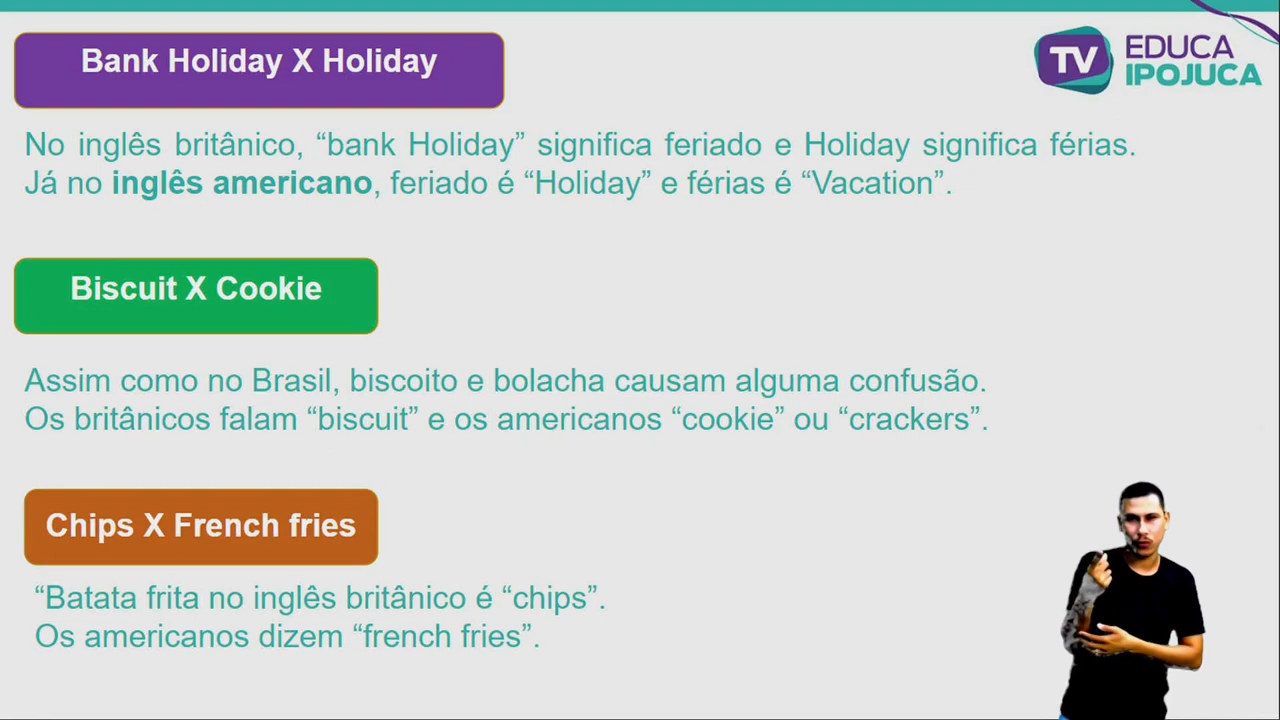 Bank Holiday X Holiday
TV EDUCA
IPOJUCA
No inglês britânico, “bank Holiday” significa feriado e Holiday significa férias.
Já no inglês americano, feriado é “Holiday” e férias é “Vacation”.
Biscuit X Cookie
Assim como no Brasil, biscoito e bolacha causam alguma confusão.
Os britânicos falam “biscuit” e os americanos “cookie” ou “crackers”.
Chips X French fries
“Batata frita no inglês britânico é “chips”.
Os americanos dizem “french fries”.